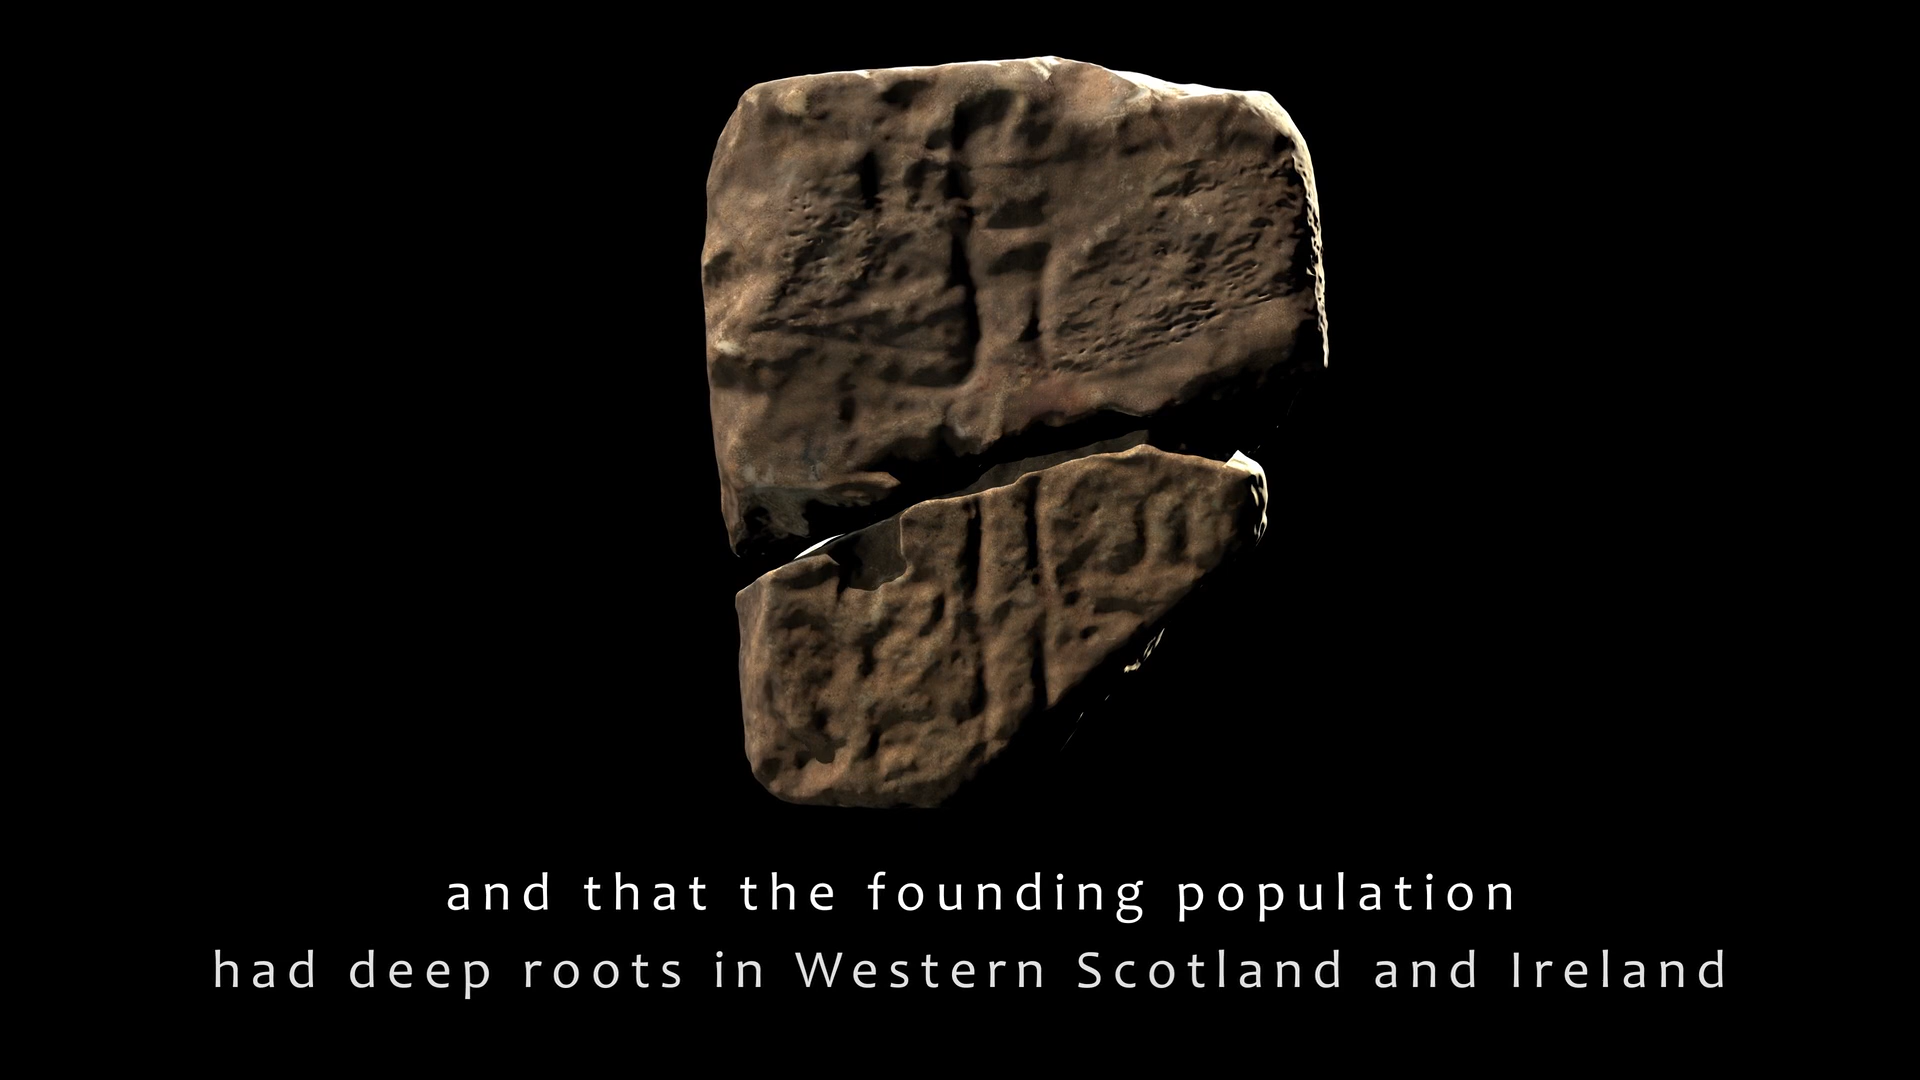 and that the founding population
had deep roots in Western Scotland and Ireland